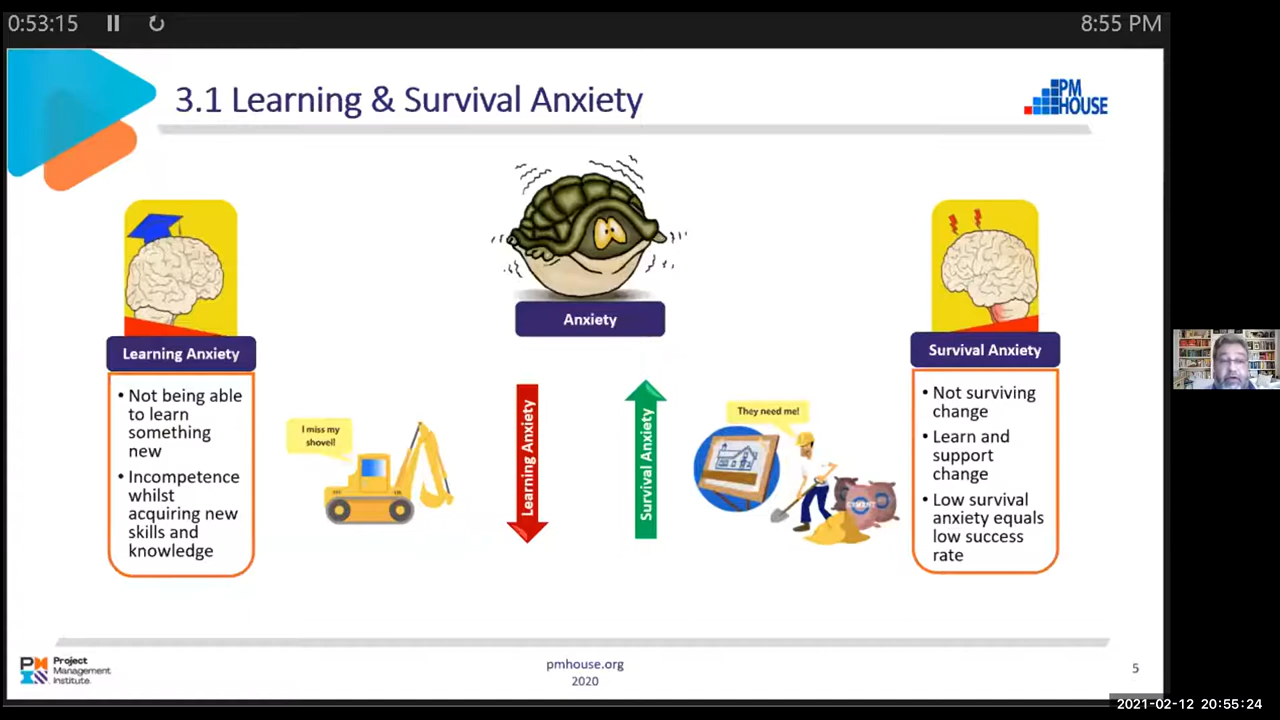 0:53:15
8:55 PM
3.1 Learning & Survival Anxiety
PM
HOUSE
Anxiety
Learning Anxiety
• Not being able
to learn
something
new
• Incompetence
whilst
acquiring new
skills and
knowledge
I miss my
shovel!
Learning Anxiety
Survival Anxiety
They need me!
CEMENT
Survival Anxiety
• Not surviving
change
• Learn and
support
change
• Low survival
anxiety equals
low success
rate
Project
Management
Institute.
pmhouse.org
2020
5
2021-02-12 20:55:24